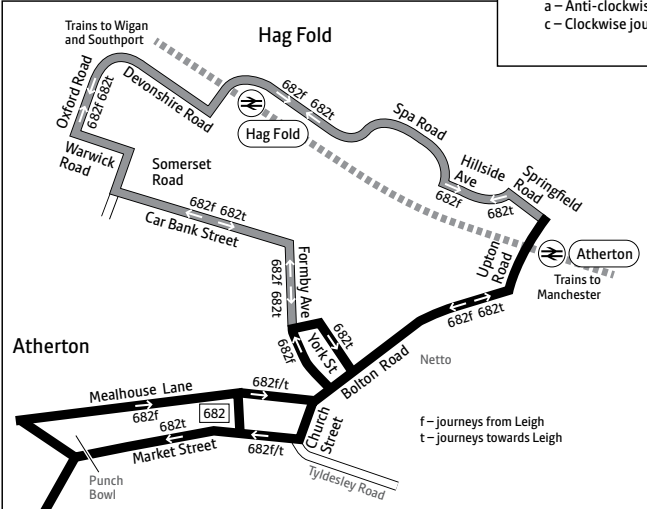 a – Anti-clockwis
c – Clockwise jou
Trains to Wigan
and Southport
Hag Fold
Oxford Road
682f 682t
Devonshire Road
682f 682t
Hag Fold
Spa Road
Hillside
Ave
682f
Springfield
Road
682t
Warwick
Road
Somerset
Road
682f 682t
Car Bank Street
Formby Ave
682f 682t
Upton
Road
Atherton
Trains to
Manchester
682f 682t
York St
682t
682f
Bolton Road
Netto
Atherton
Mealhouse Lane
682f
682f/t
682
682t
Market Street
682f/t
Church
Street
Punch
Bowl
Tyldesley Road
f – journeys from Leigh
t – journeys towards Leigh